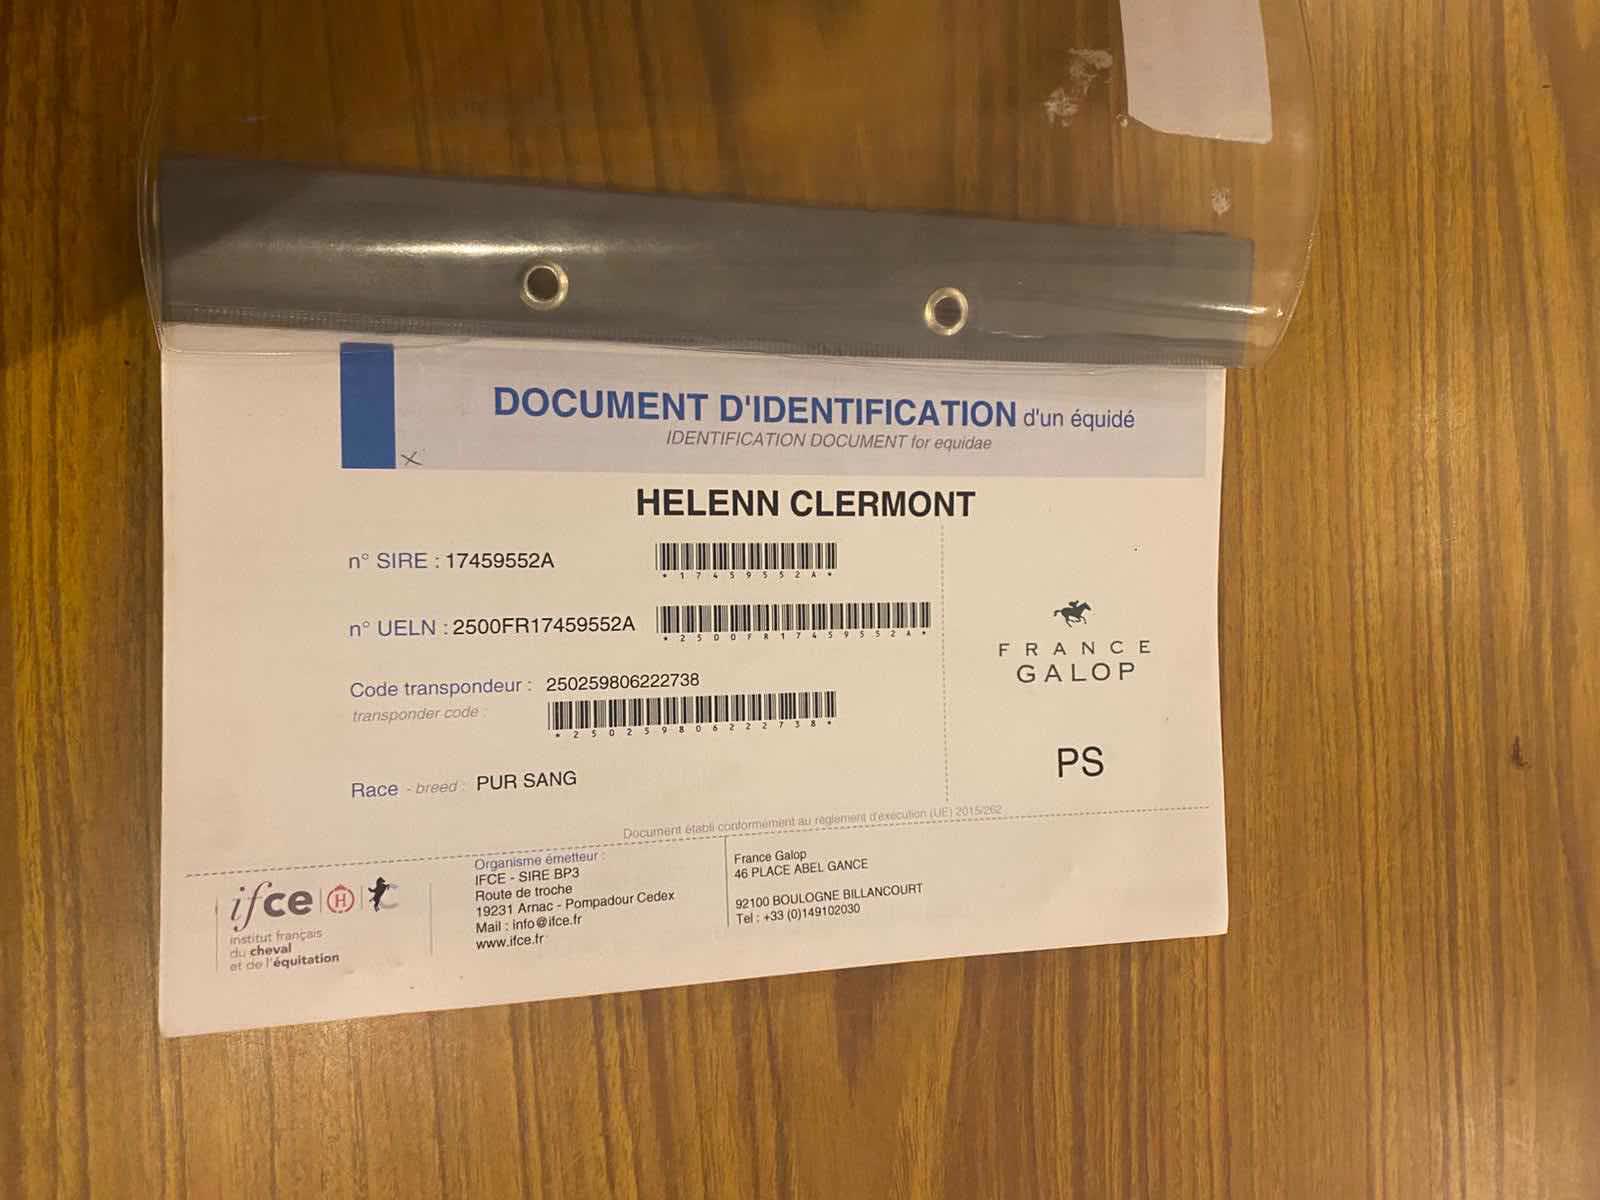 DOCUMENT D'IDENTIFICATION d'un équidé
IDENTIFICATION DOCUMENT for equidae
HELENN CLERMONT
n° SIRE : 17459552A
*17459552A*
n° UELN : 2500FR17459552A
*2500FR17459552A*
Code transpondeur : 250259806222738
transponder code :
*250259806222738*
Race - breed : PUR SANG
FRANCE
GALOP
PS
Document établi conformément au règlement d'exécution (UE) 2015/262
ifce H
institut français
du cheval
et de l'équitation
Organisme émetteur :
IFCE - SIRE BP3
Route de troche
19231 Arnac - Pompadour Cedex
Mail : info@ifce.fr
www.ifce.fr
France Galop
46 PLACE ABEL GANCE
92100 BOULOGNE BILLANCOURT
Tel : +33 (0)149102030